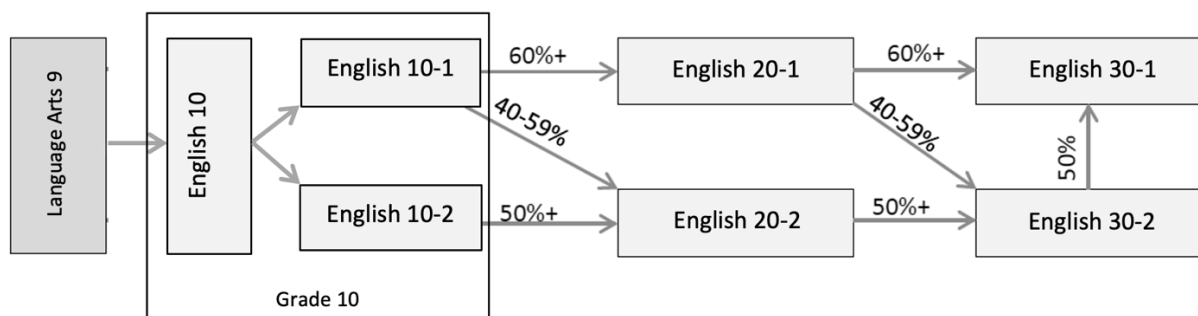 Language Arts 9
English 10
English 10-1
60%+
English 20-1
60%+
English 30-1
40-59%
40-59%
50%
English 10-2
50%+
English 20-2
50%+
English 30-2
Grade 10